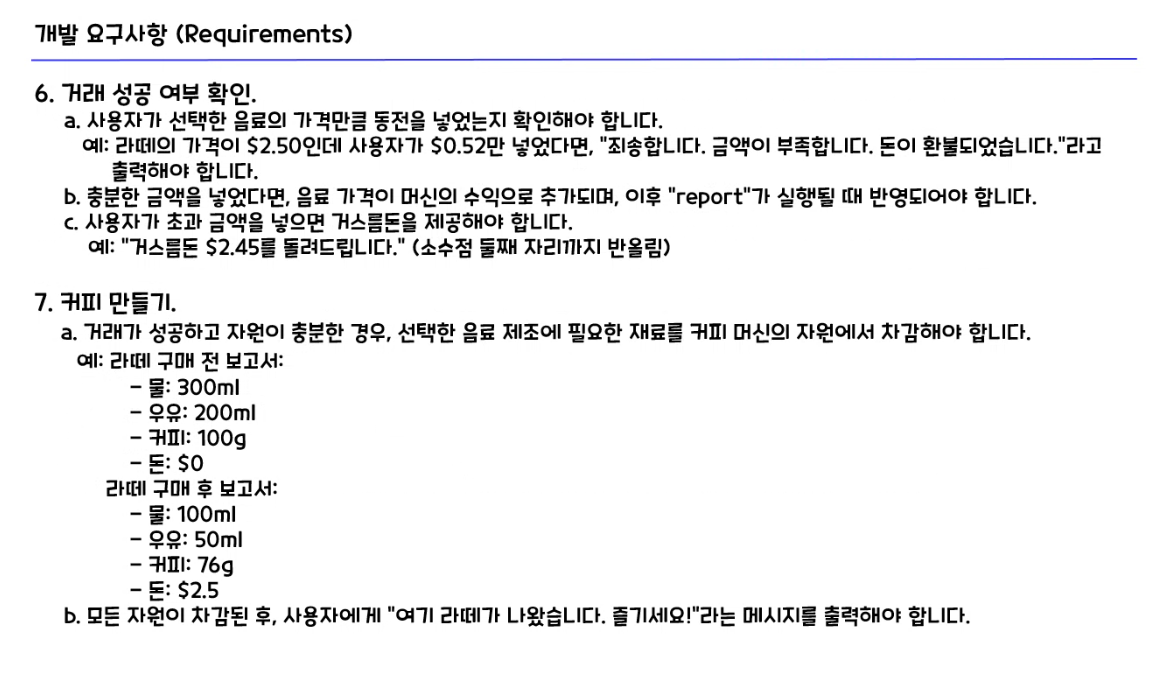 개발 요구사항 (Requirements)
6. 거래 성공 여부 확인.
a. 사용자가 선택한 음료의 가격만큼 동전을 넣었는지 확인해야 합니다.
예: 라떼의 가격이 $2.50인데 사용자가 $0.52만 넣었다면, "죄송합니다. 금액이 부족합니다. 돈이 환불되었습니다."라고
출력해야 합니다.
b. 충분한 금액을 넣었다면, 음료 가격이 머신의 수익으로 추가되며, 이후 "report"가 실행될 때 반영되어야 합니다.
c. 사용자가 초과 금액을 넣으면 거스름돈을 제공해야 합니다.
예: "거스름돈 $2.45를 돌려드립니다." (소수점 둘째 자리까지 반올림)
7. 커피 만들기.
a. 거래가 성공하고 자원이 충분한 경우, 선택한 음료 제조에 필요한 재료를 커피 머신의 자원에서 차감해야 합니다.
예: 라떼 구매 전 보고서:
- 물: 300ml
- 우유: 200ml
- 커피: 100g
- 돈: $0
라떼 구매 후 보고서:
- 물: 100ml
- 우유: 50ml
- 커피: 76g
- 돈: $2.5
b. 모든 자원이 차감된 후, 사용자에게 "여기 라떼가 나왔습니다. 즐기세요!"라는 메시지를 출력해야 합니다.